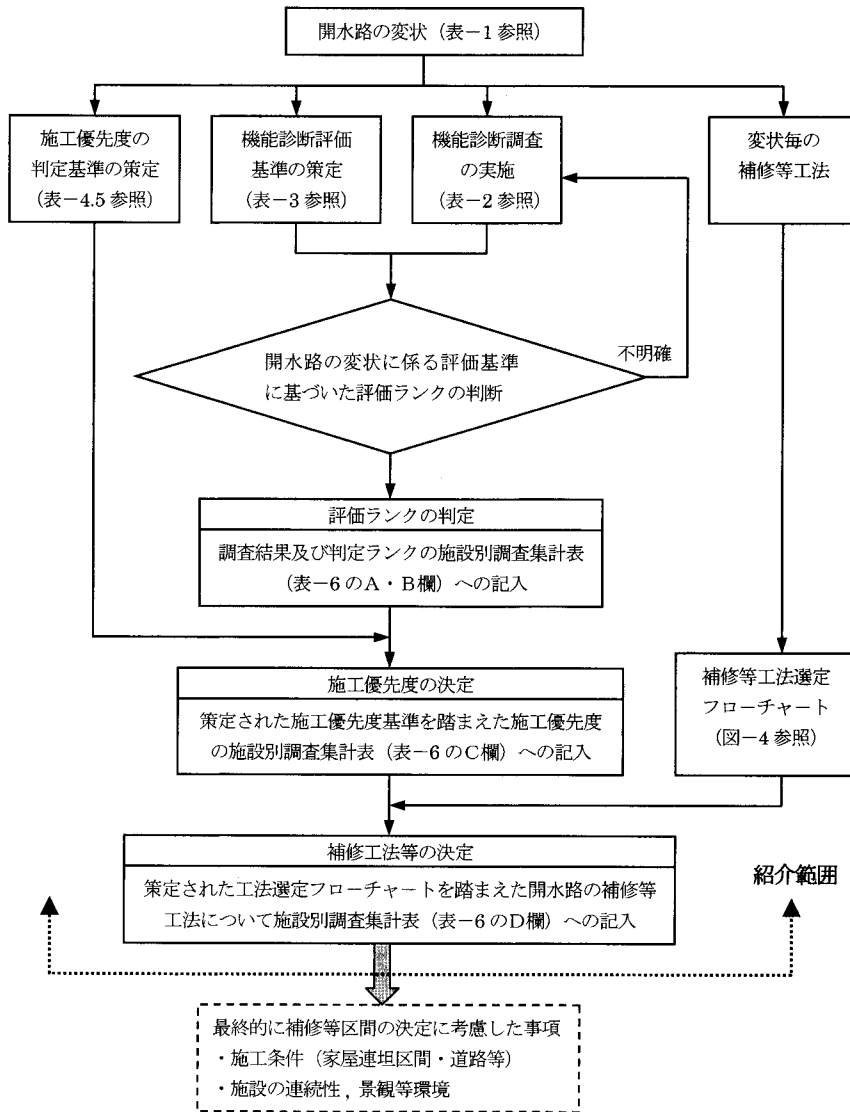 開水路の変状（表－1参照）
施工優先度の
判定基準の策定
（表－4.5参照）
機能診断評価
基準の策定
（表－3参照）
機能診断調査
の実施
（表－2参照）
変状毎の
補修等工法
開水路の変状に係る評価基準
に基づいた評価ランクの判断
不明確
評価ランクの判定
調査結果及び判定ランクの施設別調査集計表
（表－6のA・B欄）への記入
施工優先度の決定
策定された施工優先度基準を踏まえた施工優先度
の施設別調査集計表（表－6のC欄）への記入
補修等工法選定
フローチャート
（図－4参照）
補修工法等の決定
策定された工法選定フローチャートを踏まえた開水路の補修等
工法について施設別調査集計表（表－6のD欄）への記入
紹介範囲
最終的に補修等区間の決定に考慮した事項
・施工条件（家屋連坦区間・道路等）
・施設の連続性，景観等環境